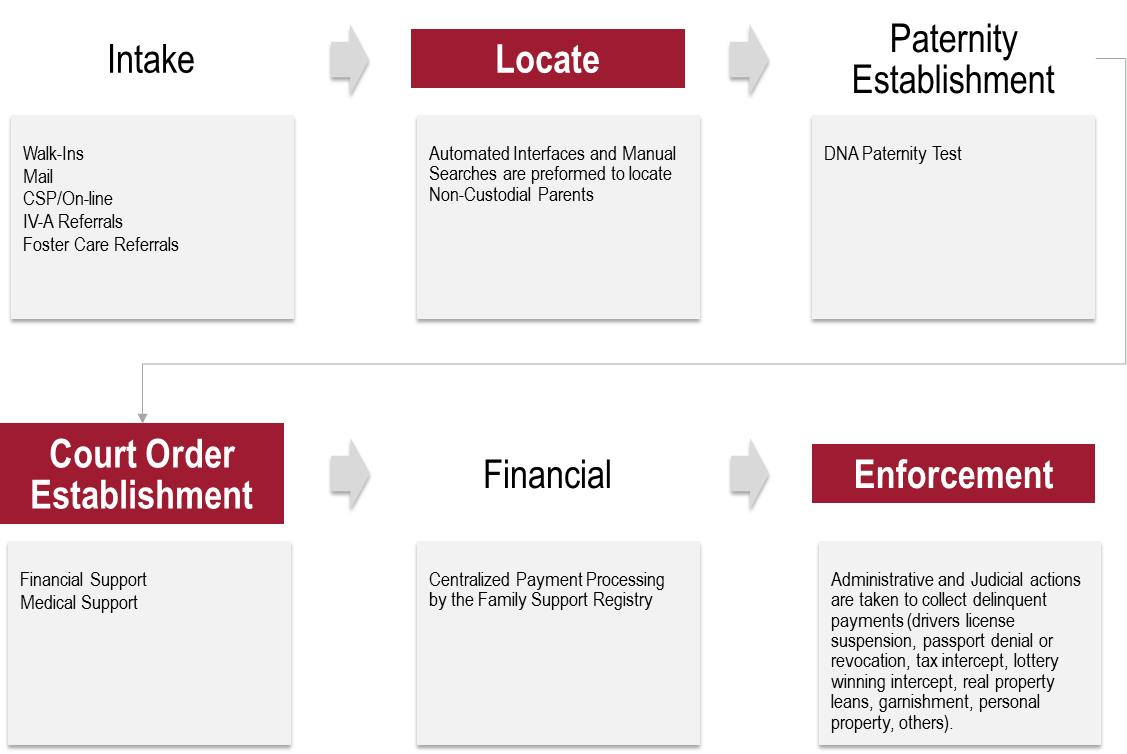 Intake
Locate
Paternity
Establishment
Walk-Ins
Mail
CSP/On-line
IV-A Referrals
Foster Care Referrals
Automated Interfaces and Manual
Searches are preformed to locate
Non-Custodial Parents
DNA Paternity Test
Court Order
Establishment
Financial
Enforcement
Financial Support
Medical Support
Centralized Payment Processing
by the Family Support Registry
Administrative and Judicial actions
are taken to collect delinquent
payments (drivers license
suspension, passport denial or
revocation, tax intercept, lottery
winning intercept, real property
leans, garnishment, personal
property, others).